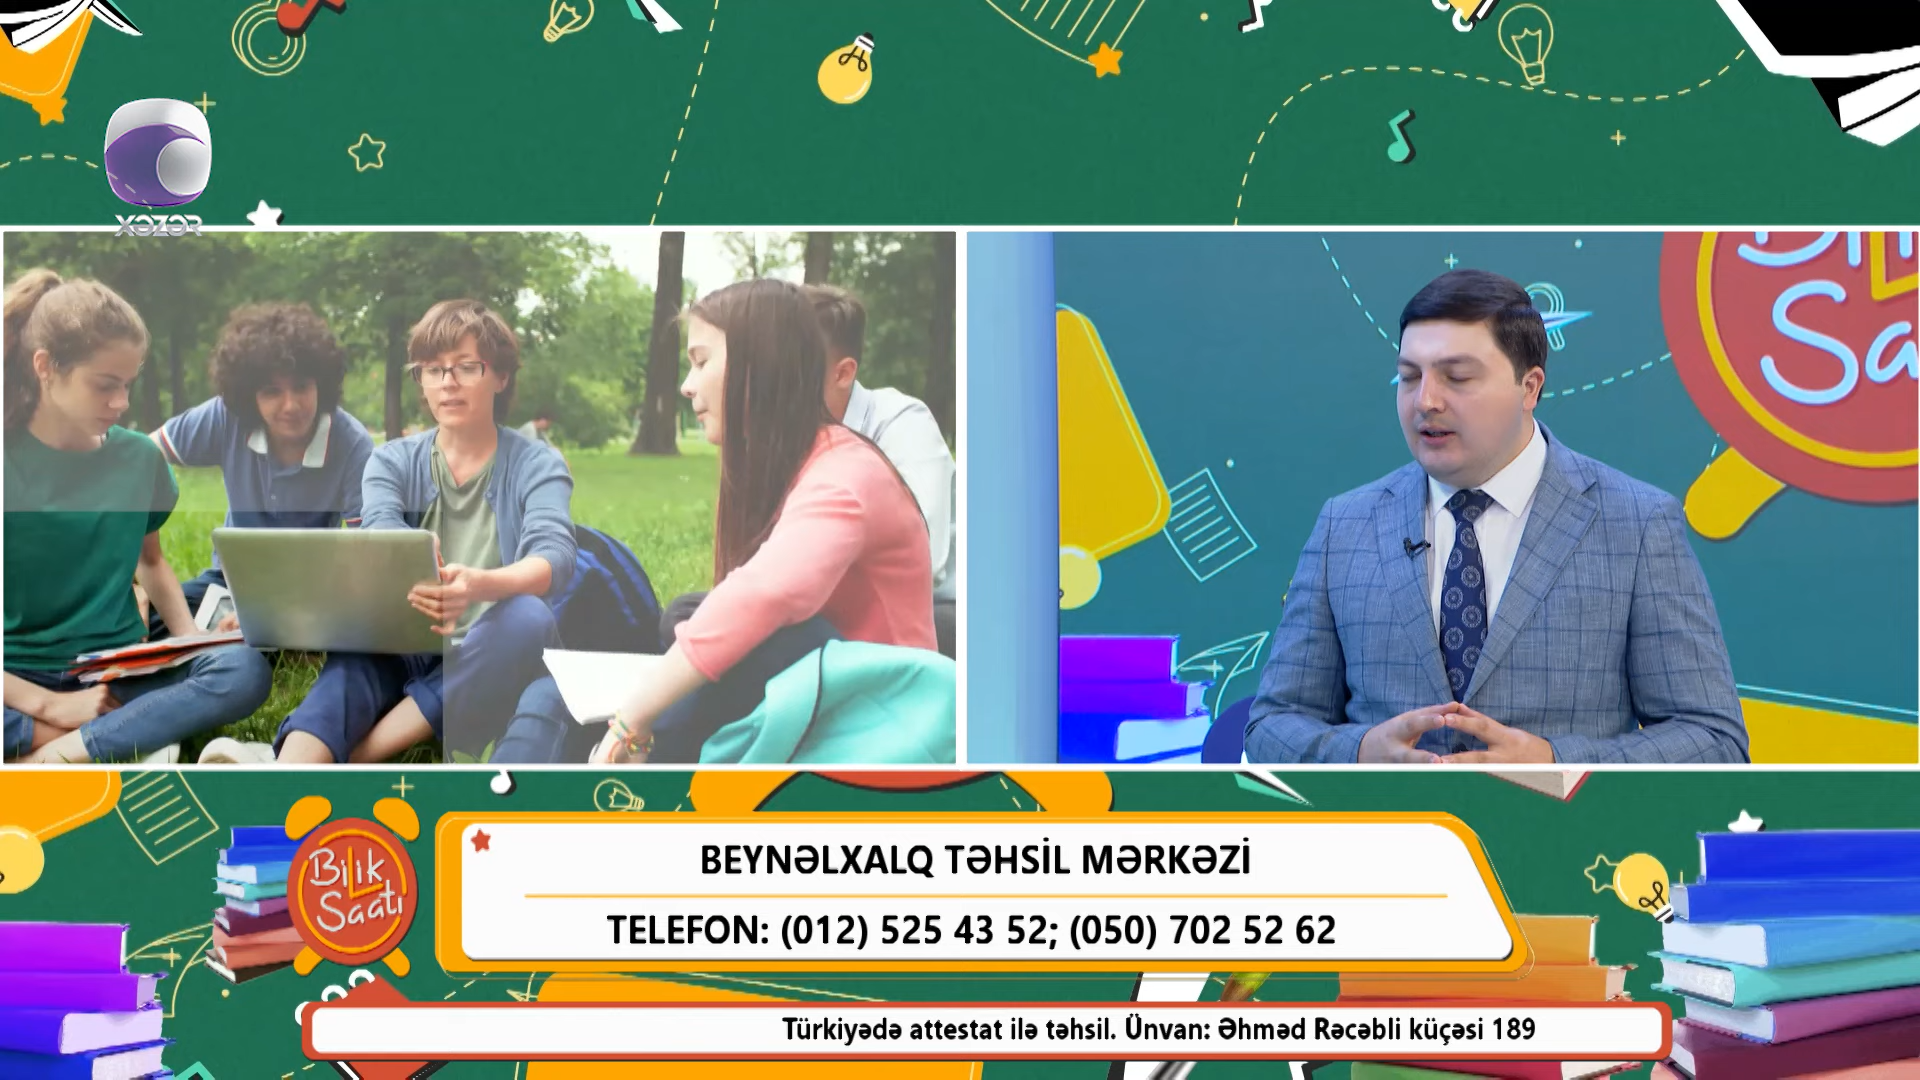 XƏZƏR
Bilik
Saatı
BEYNƏLXALQ TƏHSİL MƏRKƏZİ
TELEFON: (012) 525 43 52; (050) 702 52 62
Türkiyədə attestat ilə təhsil. Ünvan: Əhməd Rəcəbli küçəsi 189